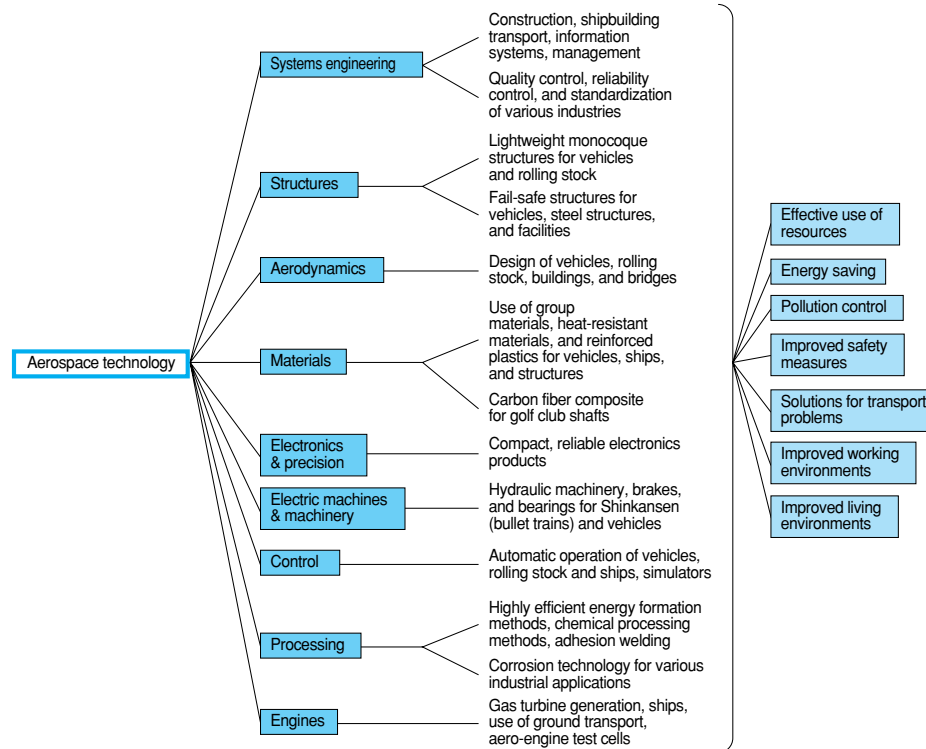 Aerospace technology
Systems engineering
Construction, shipbuilding
transport, information
systems, management
Quality control, reliability
control, and standardization
of various industries
Structures
Lightweight monocoque
structures for vehicles
and rolling stock
Fail-safe structures for
vehicles, steel structures,
and facilities
Aerodynamics
Design of vehicles, rolling
stock, buildings, and bridges
Materials
Use of group
materials, heat-resistant
materials, and reinforced
plastics for vehicles, ships,
and structures
Carbon fiber composite
for golf club shafts
Electronics
& precision
Compact, reliable electronics
products
Electric machines
& machinery
Hydraulic machinery, brakes,
and bearings for Shinkansen
(bullet trains) and vehicles
Control
Automatic operation of vehicles,
rolling stock and ships, simulators
Processing
Highly efficient energy formation
methods, chemical processing
methods, adhesion welding
Corrosion technology for various
industrial applications
Engines
Gas turbine generation, ships,
use of ground transport,
aero-engine test cells
Effective use of
resources
Energy saving
Pollution control
Improved safety
measures
Solutions for transport
problems
Improved working
environments
Improved living
environments